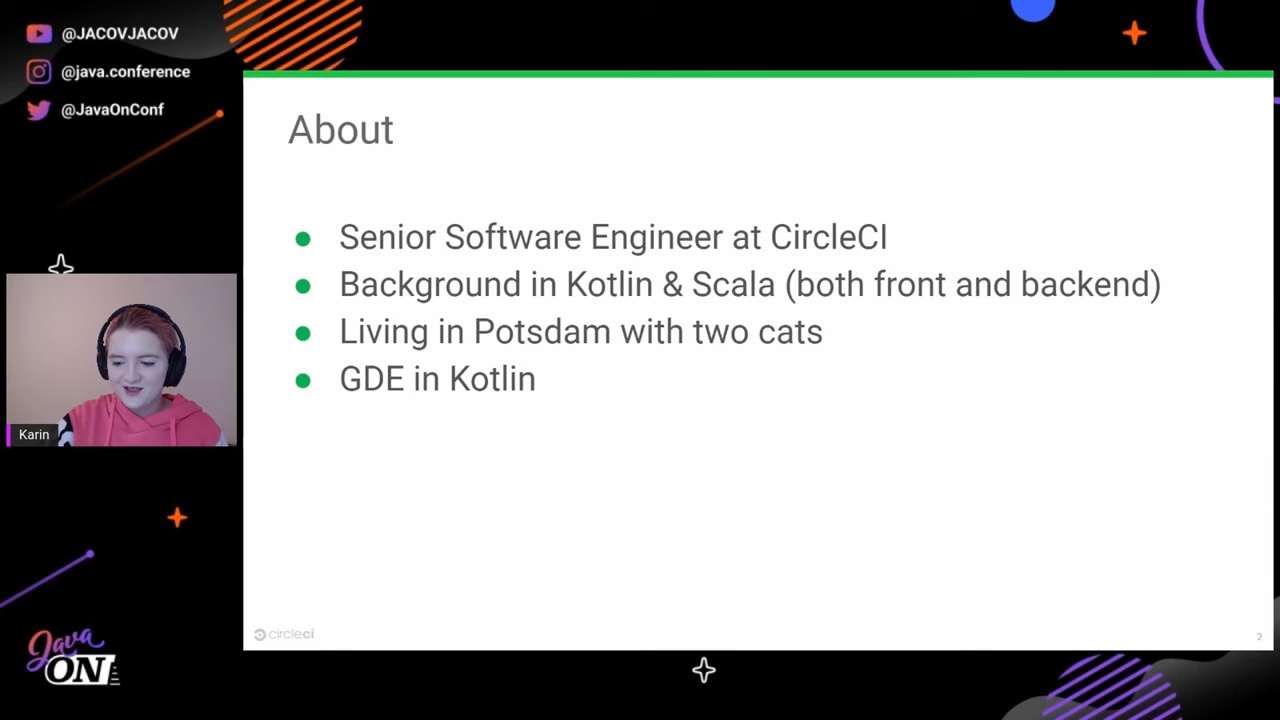 @JACOVJACOV
@java.conference
@JavaOnConf
About
Senior Software Engineer at CircleCI
Background in Kotlin & Scala (both front and backend)
Living in Potsdam with two cats
GDE in Kotlin
Karin
Java
ON
circleci
2